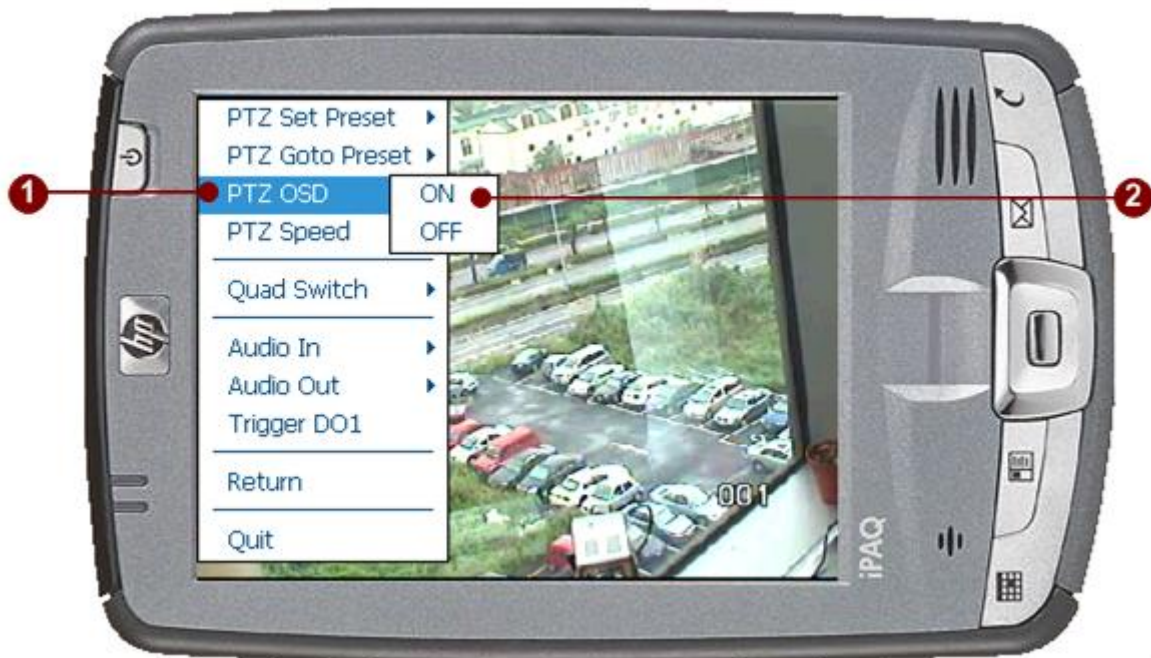 PTZ Set Preset
PTZ Goto Preset
1
PTZ OSD
ON
2
PTZ Speed
OFF
Quad Switch
Audio In
Audio Out
Trigger DO1
Return
Quit
001
hp
iPAQ